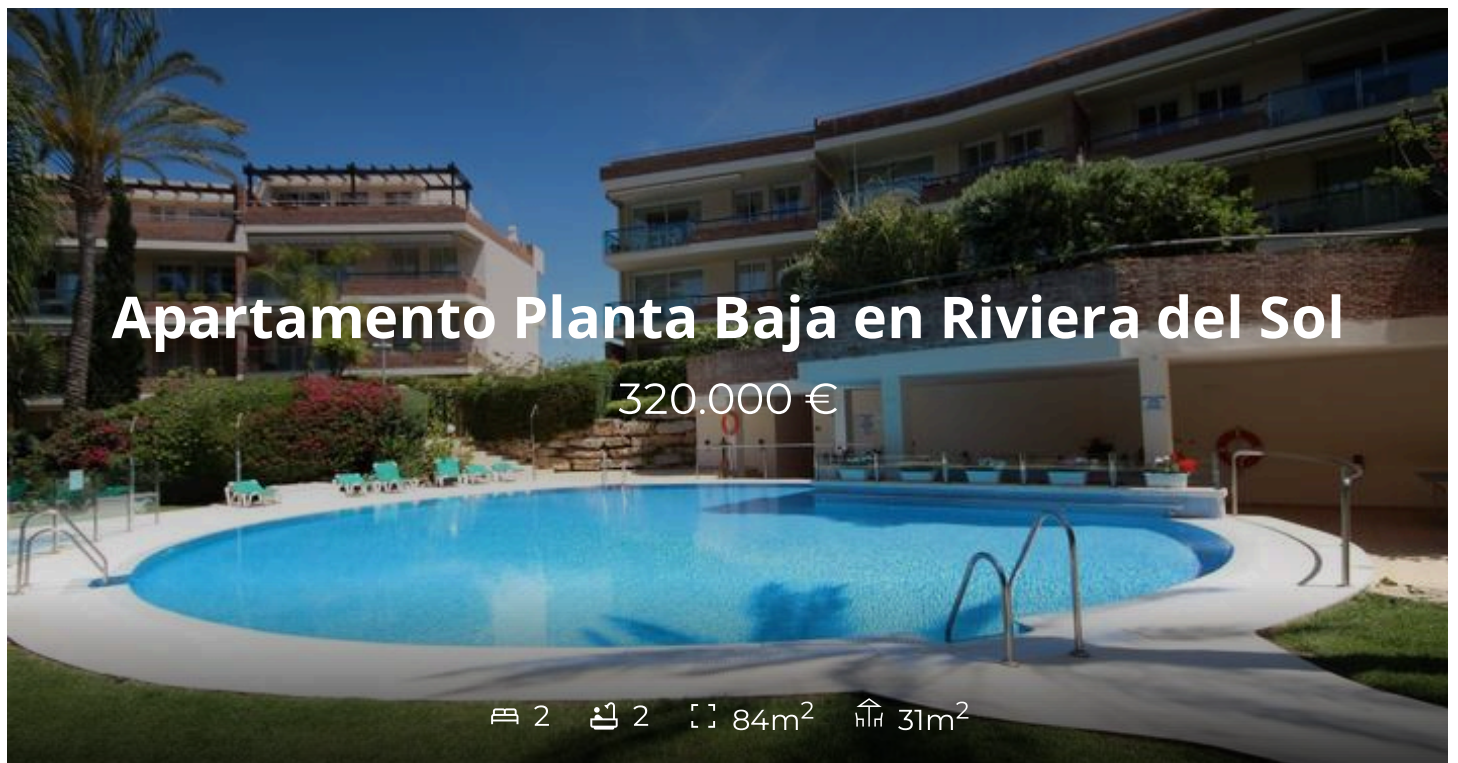 Apartamento Planta Baja en Riviera del Sol
320.000 €
2 2 84m² 31m²